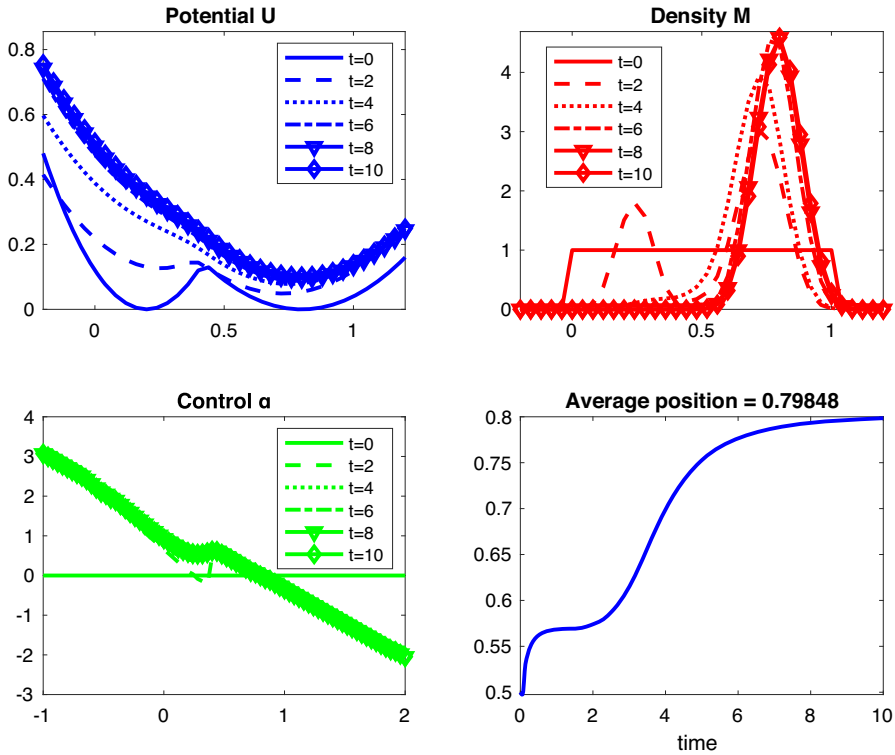 Potential U
0.8
0.6
0.4
0.2
0
0
0.5
1
t=0
t=2
t=4
t=6
t=8
t=10
Density M
4
3
2
1
0
0
0.5
1
t=0
t=2
t=4
t=6
t=8
t=10
Control α
4
3
2
1
0
-1
-2
-3
-1
0
1
2
t=0
t=2
t=4
t=6
t=8
t=10
Average position = 0.79848
0.8
0.75
0.7
0.65
0.6
0.55
0.5
0
2
4
6
8
10
time